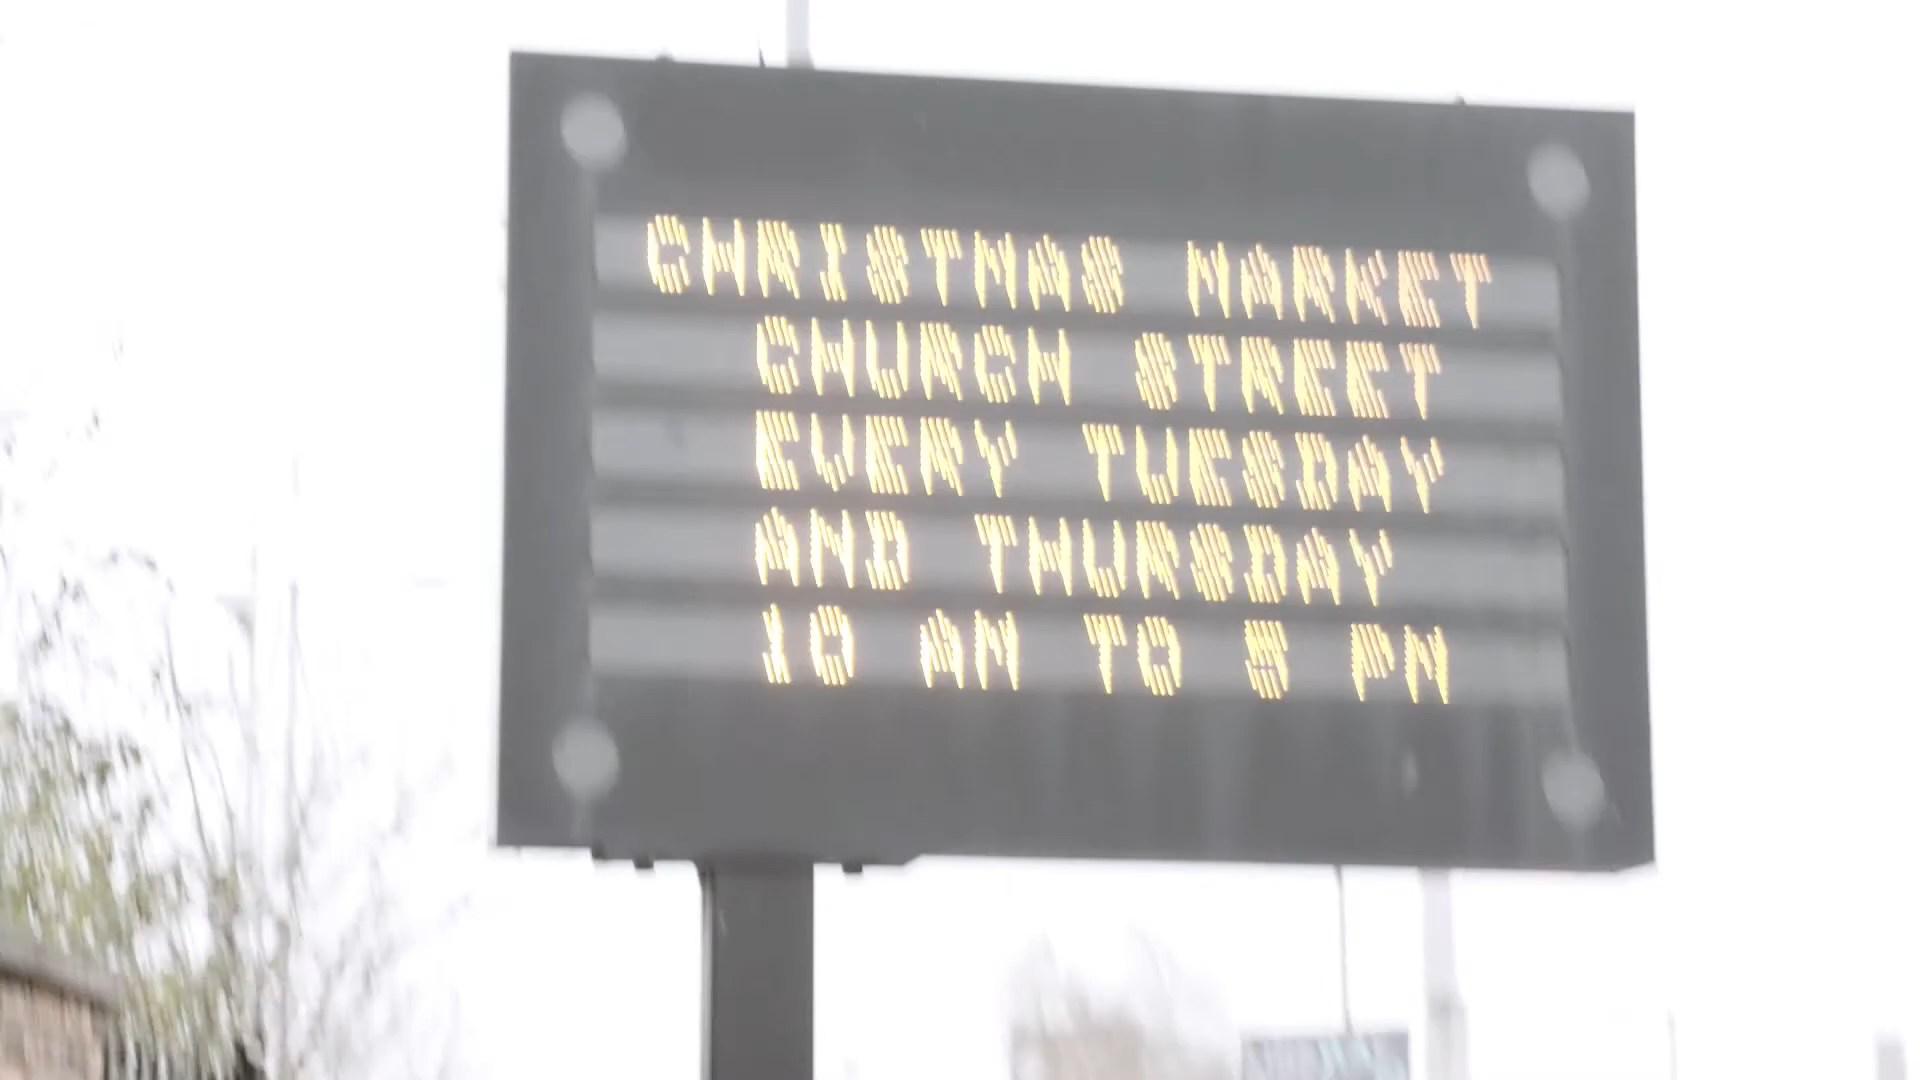 CHRISTMAS MARKET
CHURCH STREET
EVERY TUESDAY
AND THURSDAY
10 AM TO 5 PM